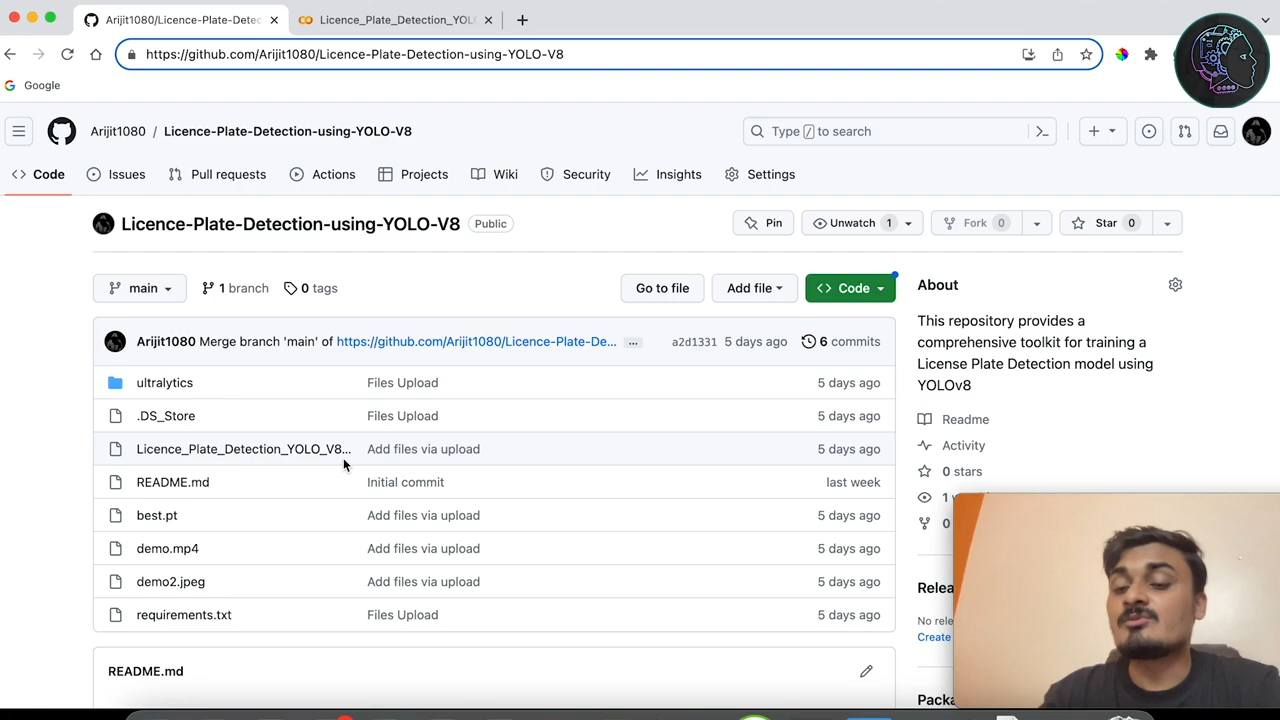 Arijit1080/Licence-Plate-Detec
Licence_Plate_Detection_YOLO
https://github.com/Arijit1080/Licence-Plate-Detection-using-YOLO-V8
Google
Arijit1080 / Licence-Plate-Detection-using-YOLO-V8
Type / to search
Code
Issues
Pull requests
Actions
Projects
Wiki
Security
Insights
Settings
Licence-Plate-Detection-using-YOLO-V8 Public
Pin
Unwatch 1
Fork 0
Star 0
main
1 branch
0 tags
Go to file
Add file
<> Code
Arijit1080 Merge branch 'main' of https://github.com/Arijit1080/Licence-Plate-De... ... a2d1331 5 days ago 6 commits
ultralytics Files Upload 5 days ago
.DS_Store Files Upload 5 days ago
Licence_Plate_Detection_YOLO_V8... Add files via upload 5 days ago
README.md Initial commit last week
best.pt Add files via upload 5 days ago
demo.mp4 Add files via upload 5 days ago
demo2.jpeg Add files via upload 5 days ago
requirements.txt Files Upload 5 days ago
README.md
About
This repository provides a
comprehensive toolkit for training a
License Plate Detection model using
YOLOv8
Readme
Activity
0 stars
1
0
Relea
No rele
Create
Packa